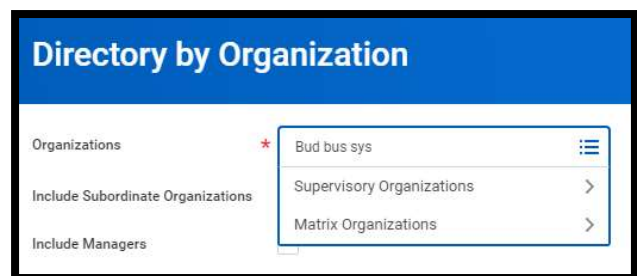 Directory by Organization
Organizations * Bud bus sys
Supervisory Organizations
Include Subordinate Organizations
Matrix Organizations
Include Managers